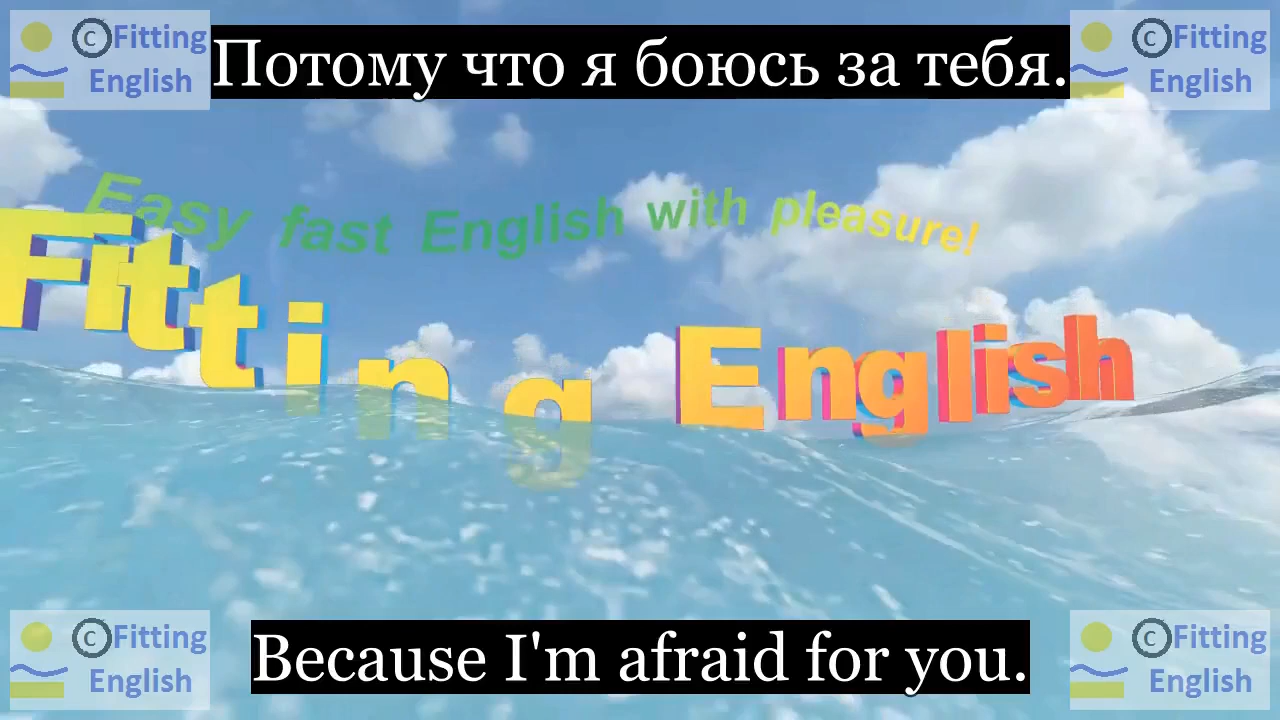 ©Fitting
English
Потому что я боюсь за тебя.
©Fitting
English
Easy fast English with pleasure!
Fitting English
©Fitting
English
Because I'm afraid for you.
©Fitting
English